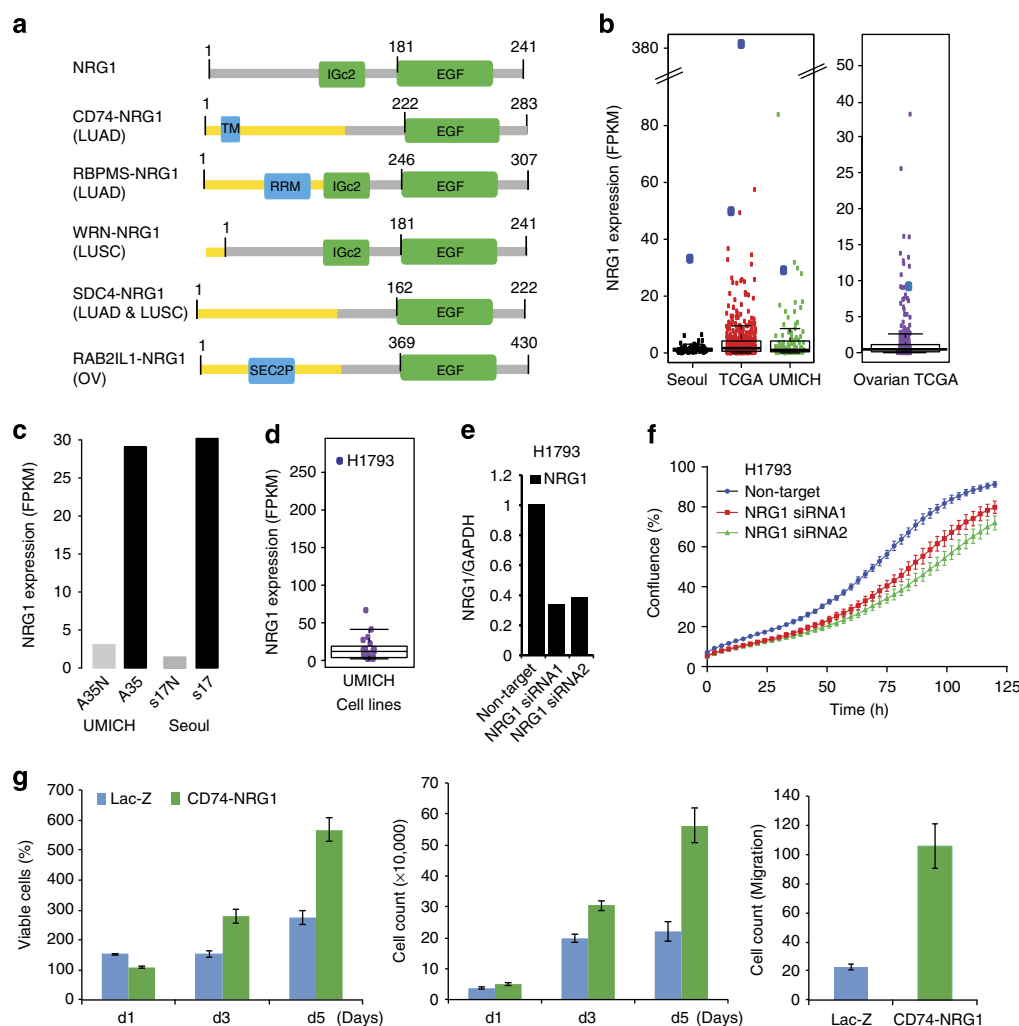 a
1 181 241
NRG1 IGc2 EGF
1 222 283
CD74-NRG1
(LUAD)
TM EGF
1 246 307
RBPMS-NRG1
(LUAD)
RRM IGc2 EGF
1 181 241
WRN-NRG1
(LUSC)
IGc2 EGF
1 162 222
SDC4-NRG1
(LUAD & LUSC)
EGF
1 369 430
RAB2IL1-NRG1
(OV)
SEC2P EGF
b
NRG1 expression (FPKM)
380
80
60
40
20
0
Seoul TCGA UMICH
50
50
40
30
20
10
0
Ovarian TCGA
c
NRG1 expression (FPKM)
30
25
20
15
10
5
0
A35N A35 s17N s17
UMICH Seoul
d
NRG1 expression (FPKM)
250
200
150
100
50
0
H1793
UMICH
Cell lines
e
H1793
NRG1
NRG1/GAPDH
1.2
1
0.8
0.6
0.4
0.2
0
Non-target
NRG1 siRNA1
NRG1 siRNA2
f
H1793
Non-target
NRG1 siRNA1
NRG1 siRNA2
Confluence (%)
100
80
60
40
20
0
0 25 50 75 100 125
Time (h)
g
Lac-Z CD74-NRG1
Viable cells (%)
700
600
500
400
300
200
100
0
d1 d3 d5 (Days)
Cell count (×10,000)
70
60
50
40
30
20
10
0
d1 d3 d5 (Days)
Cell count (Migration)
140
120
100
80
60
40
20
0
Lac-Z CD74-NRG1